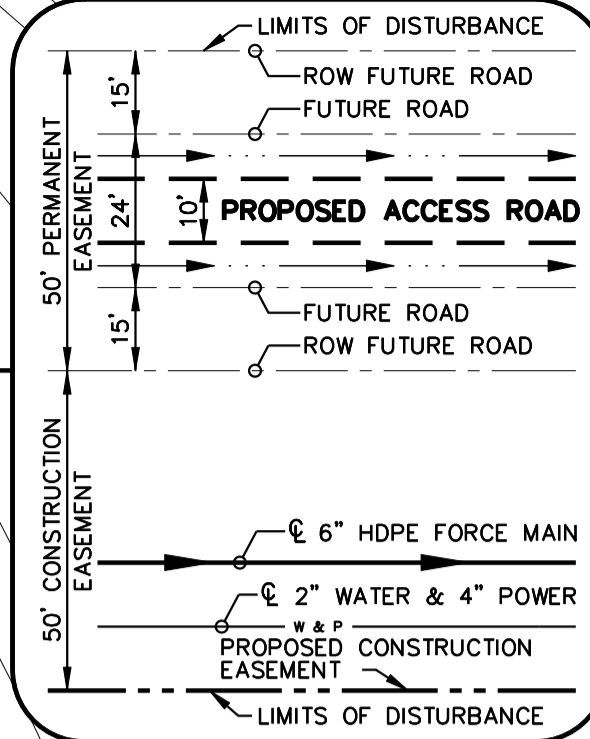 LIMITS OF DISTURBANCE
ROW FUTURE ROAD
15'
FUTURE ROAD
50' PERMANENT
EASEMENT
24'
10'
PROPOSED ACCESS ROAD
FUTURE ROAD
15'
ROW FUTURE ROAD
50' CONSTRUCTION
EASEMENT
℄ 6" HDPE FORCE MAIN
℄ 2" WATER & 4" POWER
W & P
PROPOSED CONSTRUCTION
EASEMENT
LIMITS OF DISTURBANCE